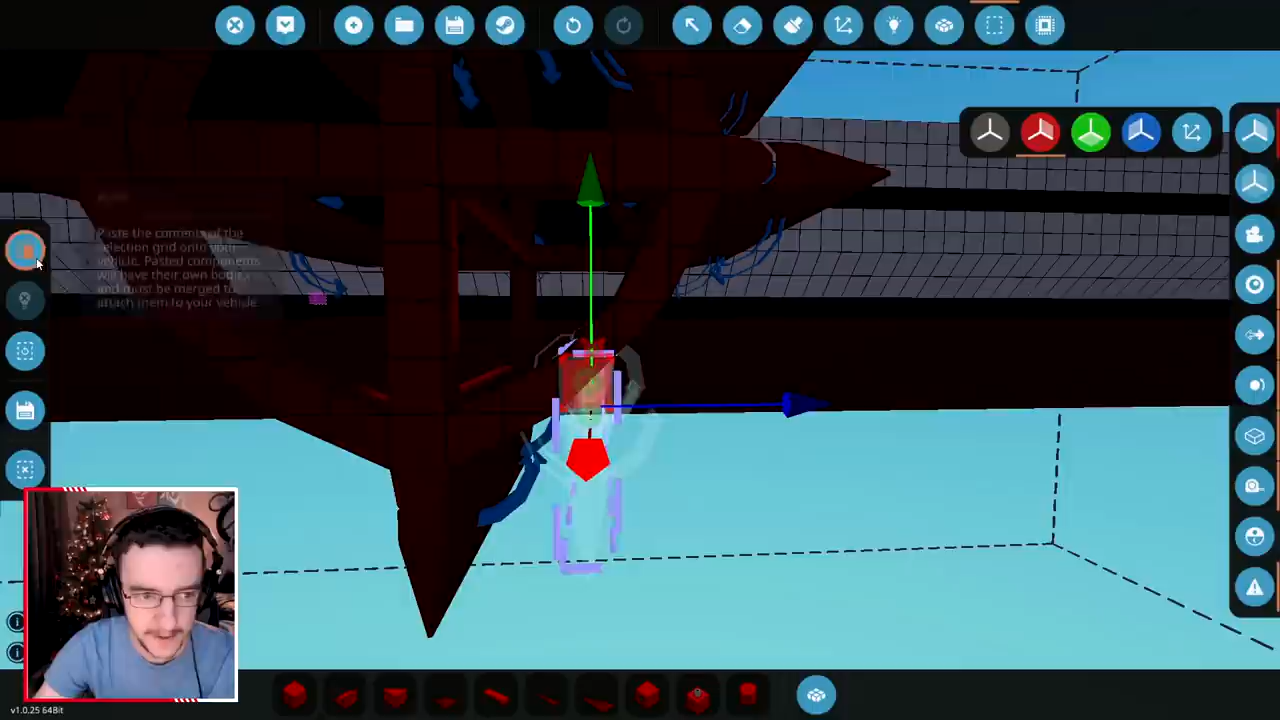 Paste the contents of the
selection grid onto your
vehicle. Pasted components
will have their own body
and must be merged to
attach them to your vehicle.
v1.0.25 64Bit